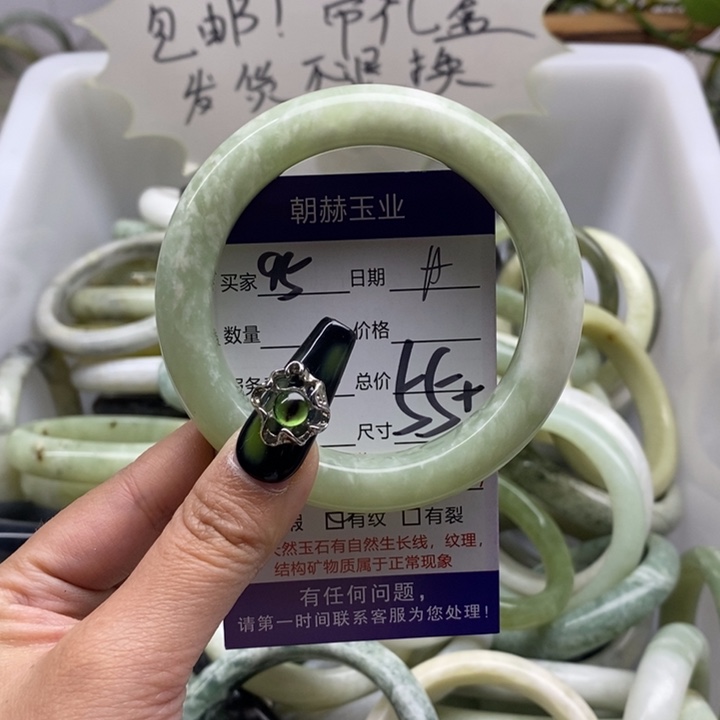 包邮！带礼盒
发货不退换
朝赫玉业
买家 95 日期
数量 价格
服务 总价 55+
尺寸
有纹 有裂
天然玉石有自然生长线，纹理，
结构矿物质属于正常现象
有任何问题，
请第一时间联系客服为您处理！